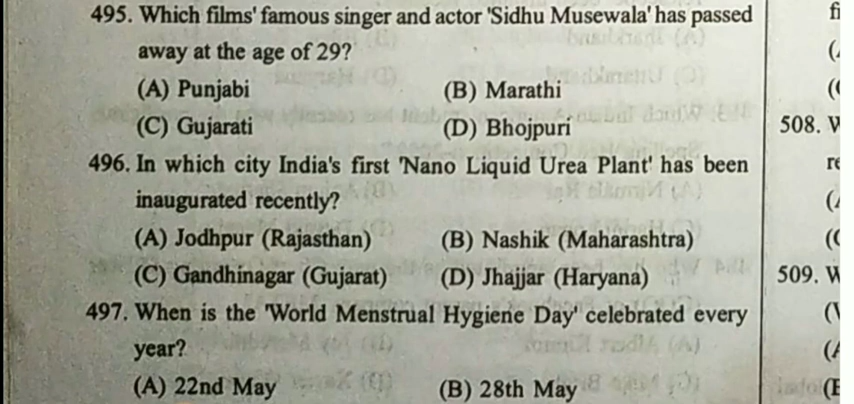 495. Which films' famous singer and actor 'Sidhu Musewala' has passed
away at the age of 29?
(A) Punjabi (B) Marathi
(C) Gujarati (D) Bhojpuri
496. In which city India's first 'Nano Liquid Urea Plant' has been
inaugurated recently?
(A) Jodhpur (Rajasthan) (B) Nashik (Maharashtra)
(C) Gandhinagar (Gujarat) (D) Jhajjar (Haryana)
497. When is the 'World Menstrual Hygiene Day' celebrated every
year?
(A) 22nd May (B) 28th May
508.
509.